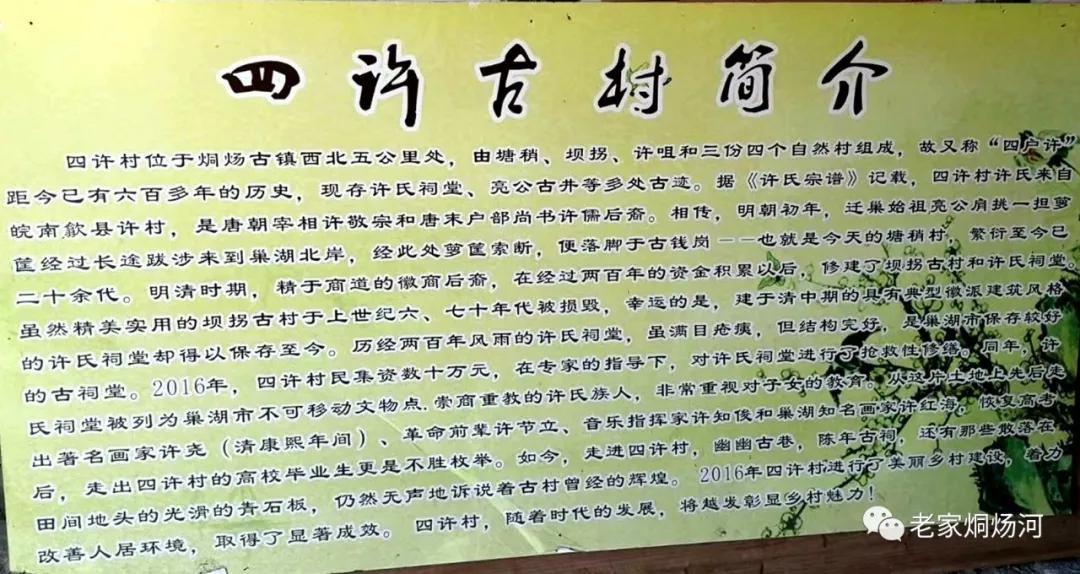 四许古村简介
四许村位于烔炀古镇西北五公里处，由塘稍、坝拐、许咀和三份四个自然村组成，故又称“四户许”
距今已有六百多年的历史，现存许氏祠堂、亮公古井等多处古迹。据《许氏宗谱》记载，四许村许氏来自
皖南歙县许村，是唐朝宰相许敬宗和唐末户部尚书许儒后裔。相传，明朝初年，迁巢始祖亮公肩挑一担箩
筐经过长途跋涉来到巢湖北岸，经此处箩筐索断，便落脚于古钱岗——也就是今天的塘稍村，繁衍至今已
二十余代。明清时期，精于商道的徽商后裔，在经过两百年的资金积累以后，修建了坝拐古村和许氏祠堂
虽然精美实用的坝拐古村于上世纪六、七十年代被损毁，幸运的是，建于清中期的具有典型徽派建筑风格
的许氏祠堂却得以保存至今。历经两百年风雨的许氏祠堂，虽满目疮痍，但结构完好，是巢湖市保存较好
的古祠堂。2016年，四许村民集资数十万元，在专家的指导下，对许氏祠堂进行了抢救性修缮。同年，许
氏祠堂被列为巢湖市不可移动文物点.崇商重教的许氏族人，非常重视对子女的教育。从这片土地上先后走
出著名画家许尧（清康熙年间）、革命前辈许节立、音乐指挥家许知俊和巢湖知名画家许红海，恢复高考
后，走出四许村的高校毕业生更是不胜枚举。如今，走进四许村，幽幽古巷，陈年古祠，还有那些散落在
田间地头的光滑的青石板，仍然无声地诉说着古村曾经的辉煌。2016年四许村进行了美丽乡村建设，着力
改善人居环境，取得了显著成效。四许村，随着时代的发展，将越发彰显乡村魅力！
老家烔炀河